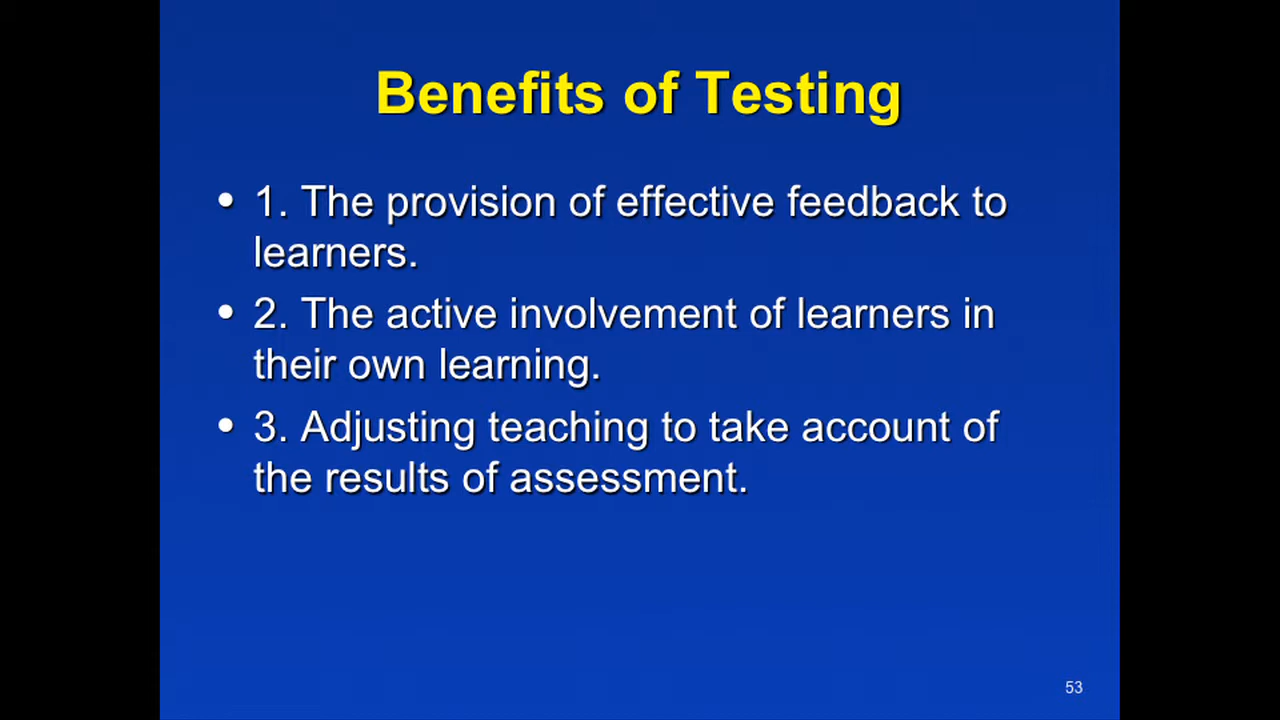 Benefits of Testing
• 1. The provision of effective feedback to
learners.
• 2. The active involvement of learners in
their own learning.
• 3. Adjusting teaching to take account of
the results of assessment.
53